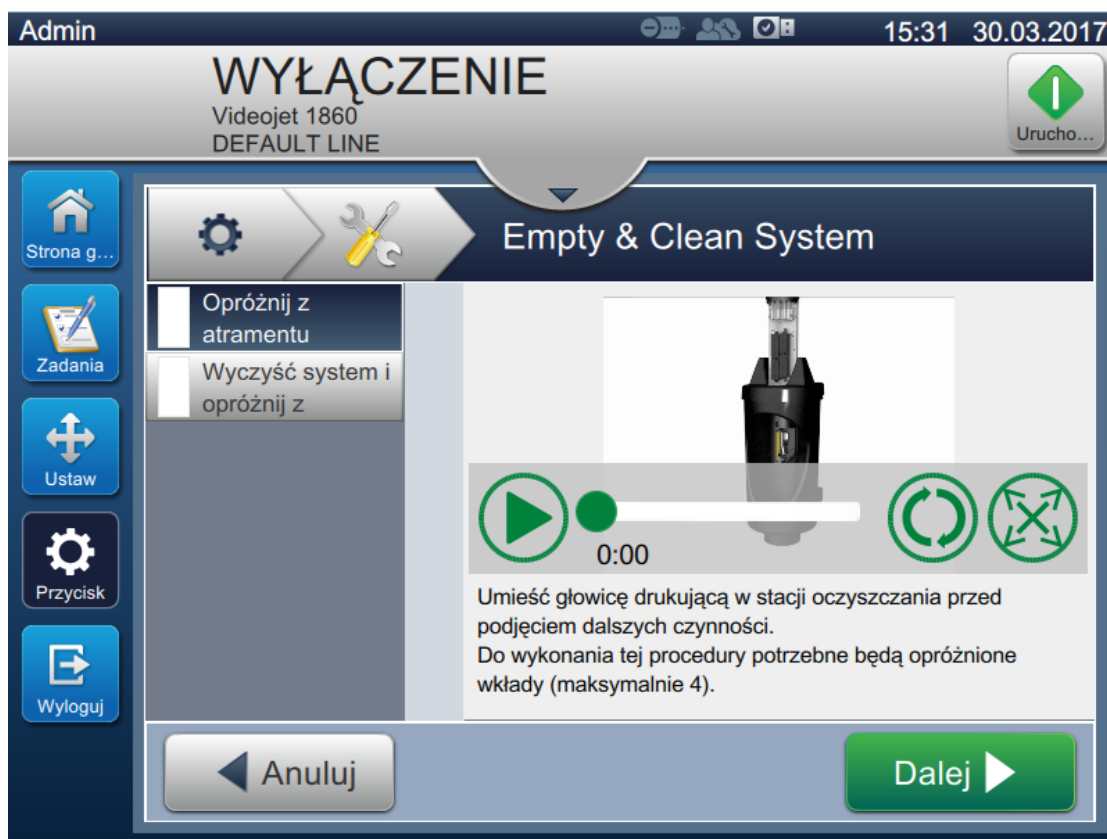 Admin
15:31 30.03.2017
WYŁĄCZENIE
Videojet 1860
DEFAULT LINE
Urucho...
Strona g...
Empty & Clean System
Opróżnij z
atramentu
Zadania
Wyczyść system i
opróżnij z
Ustaw
0:00
Przycisk
Umieść głowicę drukującą w stacji oczyszczania przed
podjęciem dalszych czynności.
Do wykonania tej procedury potrzebne będą opróżnione
wkłady (maksymalnie 4).
Wyloguj
Anuluj
Dalej